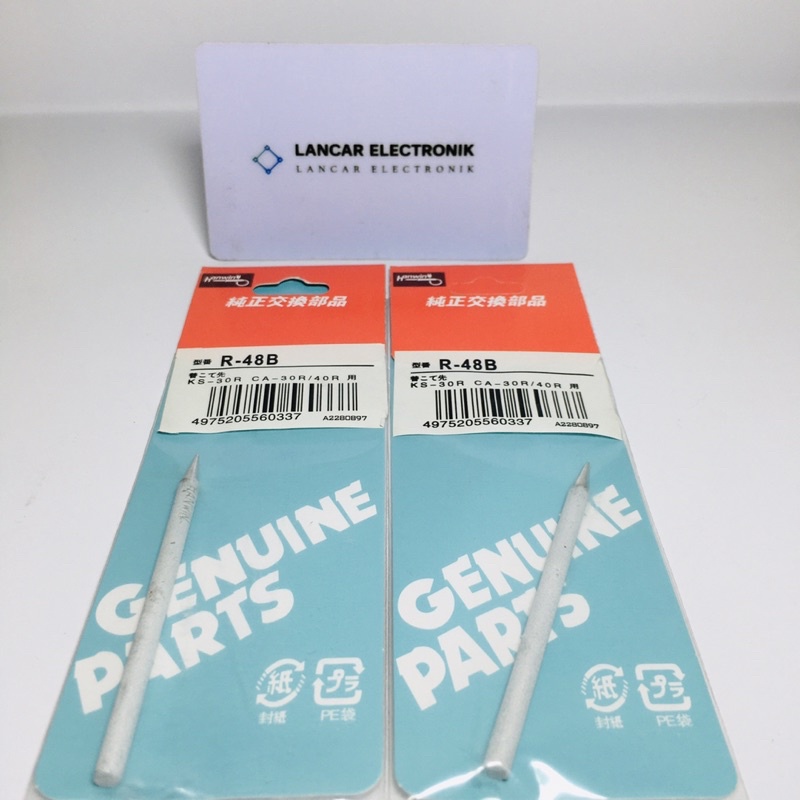 LANCAR ELECTRONIK
LANCAR ELECTRONIK
純正交換部品
型番 R-48B
替こて先
KS-30R CA-30R/40R 用
4975205560337 A2280897
GENUINE
PARTS
紙 プラ
封紙 PE袋
純正交換部品
型番 R-48B
替こて先
KS-30R CA-30R/40R 用
4975205560337 A2280897
GENUINE
PARTS
紙 プラ
封紙 PE袋